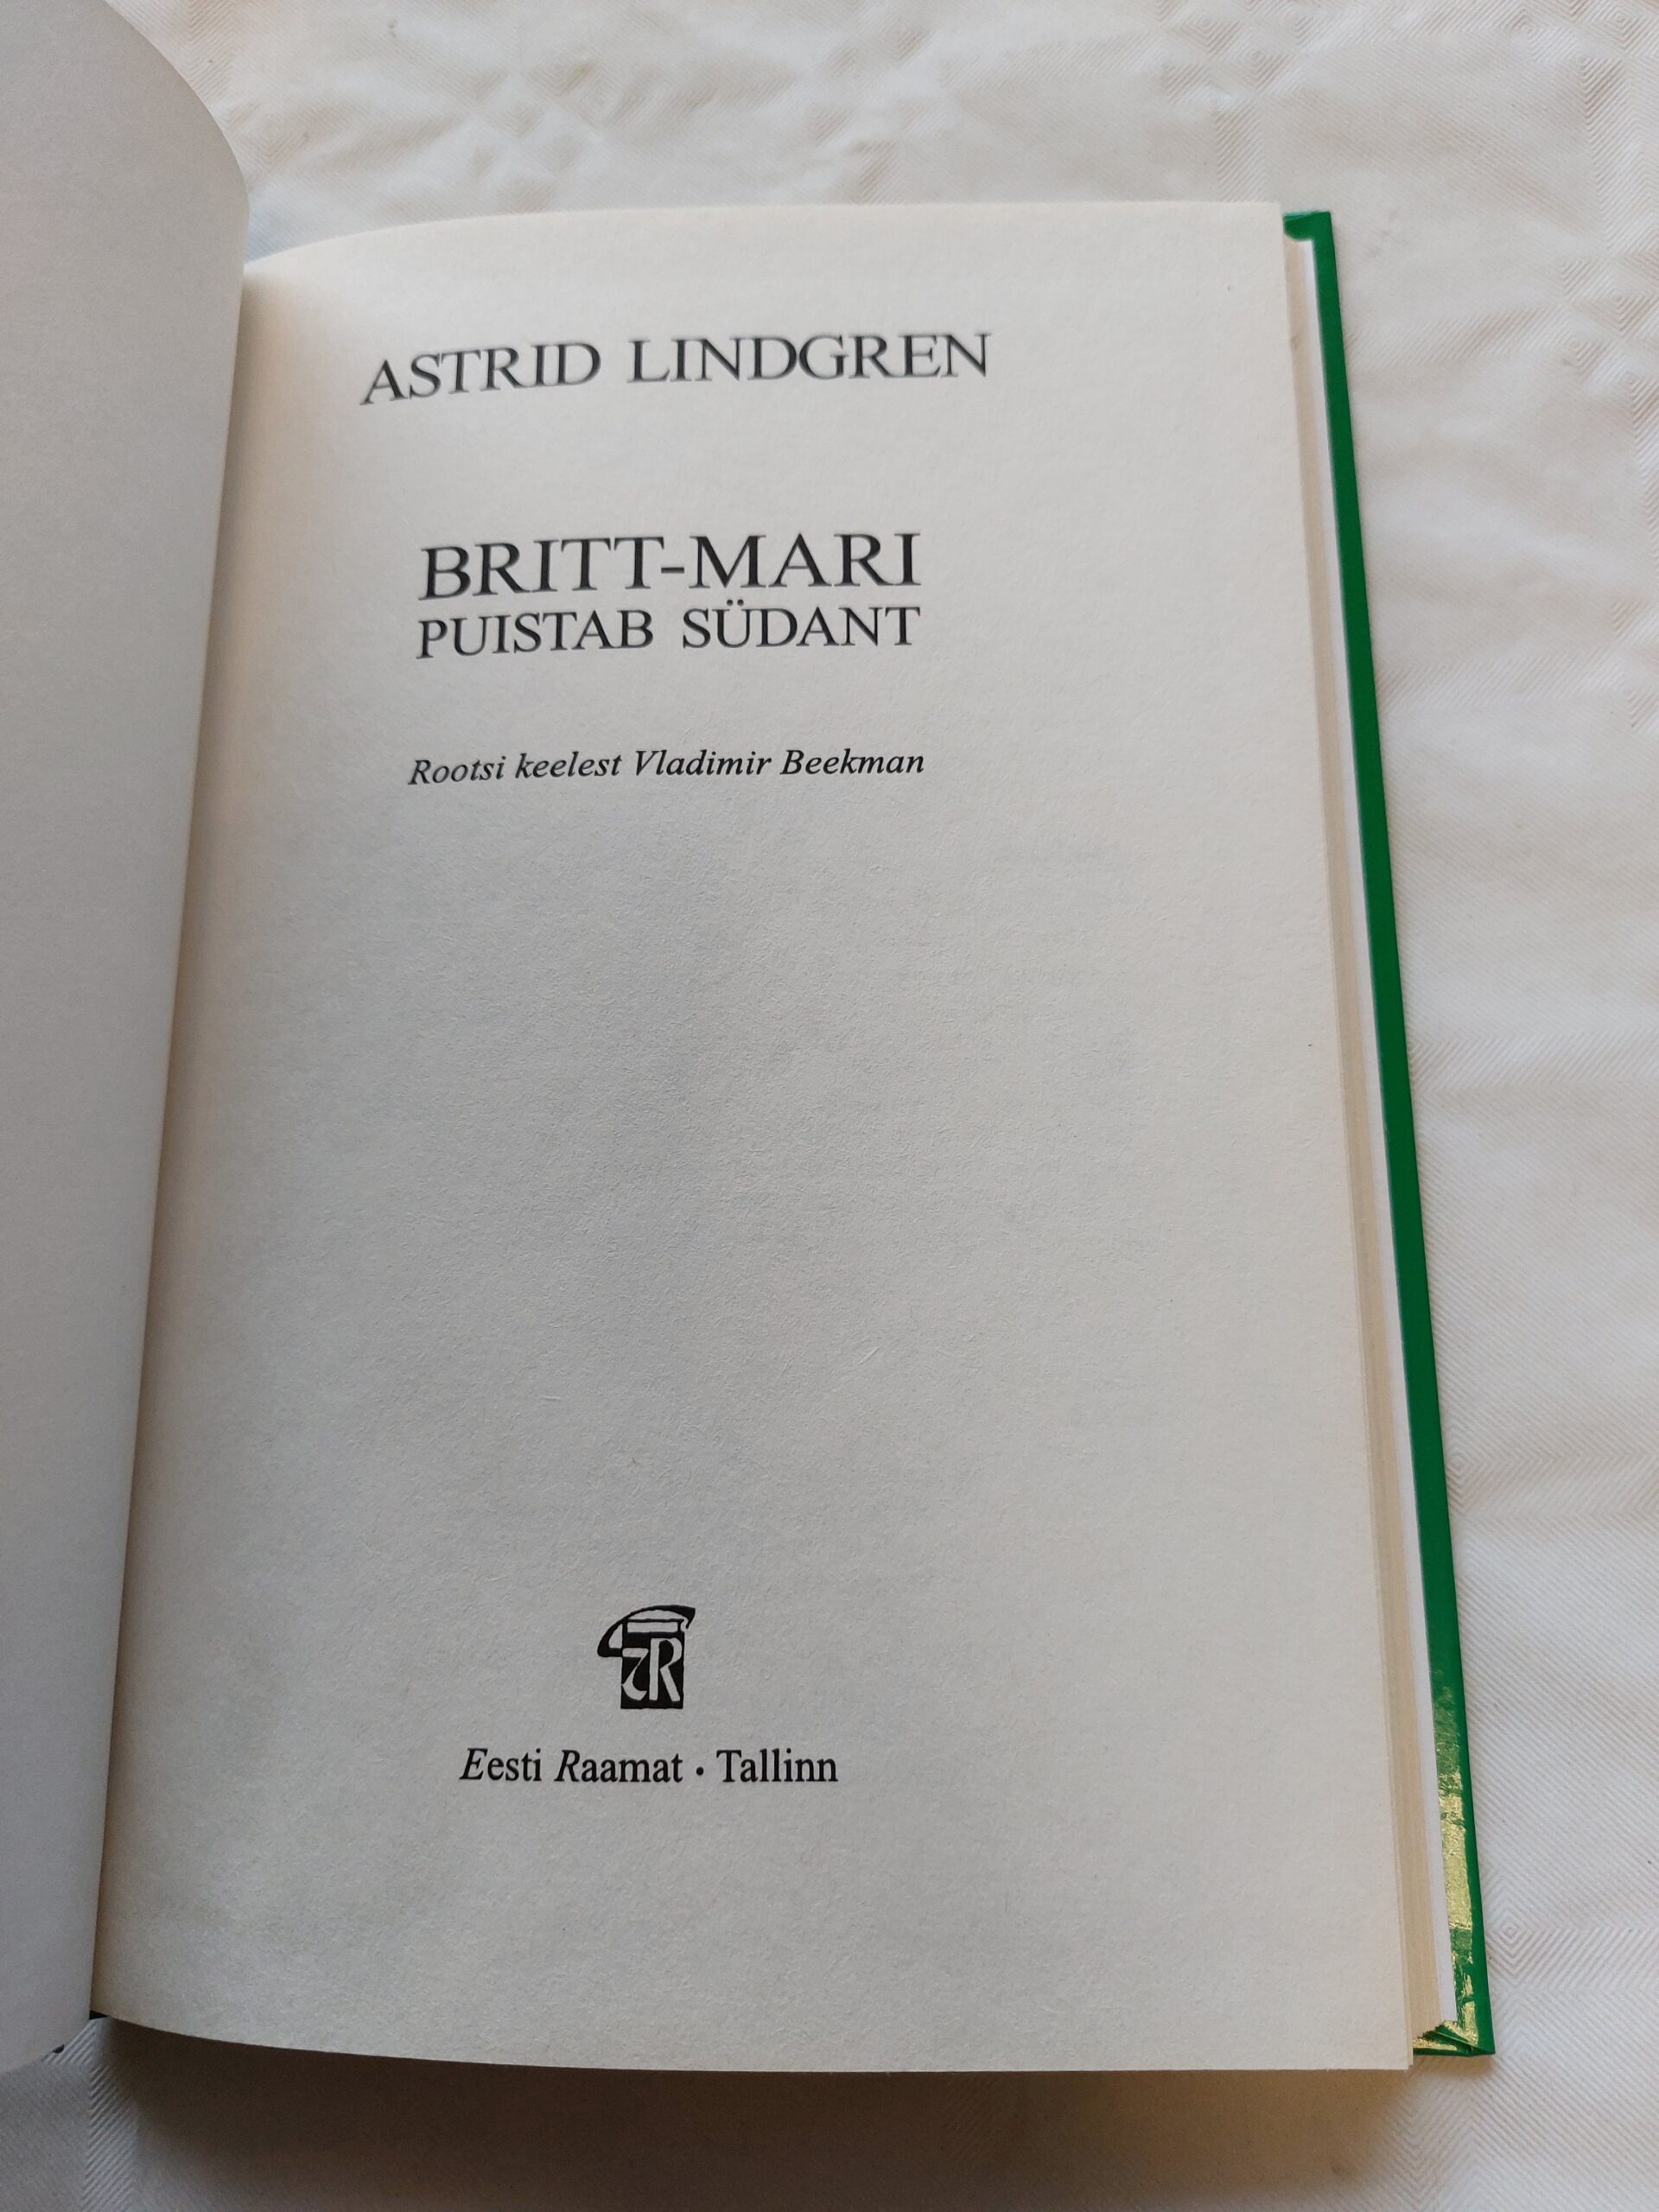 ASTRID LINDGREN
BRITT-MARI
PUISTAB SÜDANT
Rootsi keelest Vladimir Beekman
Eesti Raamat • Tallinn